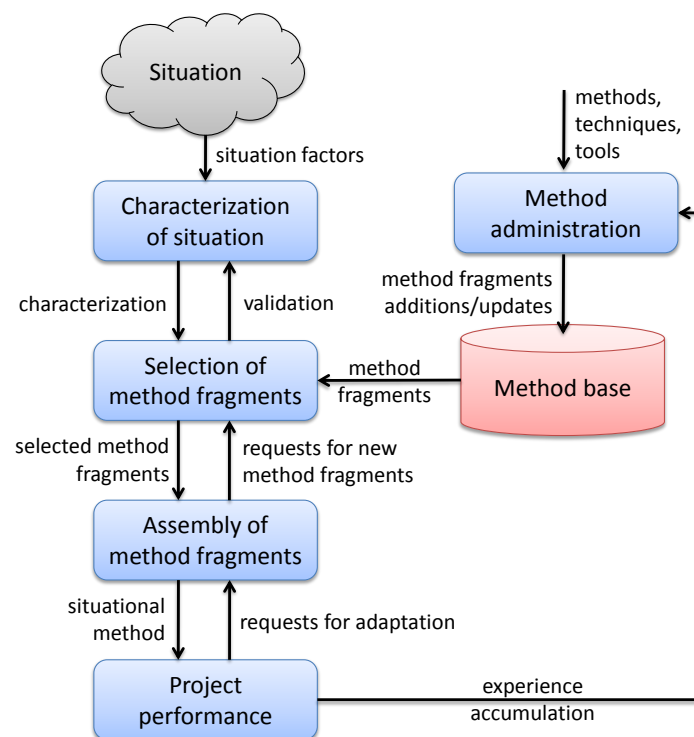 Situation
situation factors
methods,
techniques,
tools
Characterization
of situation
Method
administration
characterization
validation
method fragments
additions/updates
Selection of
method fragments
method
fragments
Method base
selected method
fragments
requests for new
method fragments
Assembly of
method fragments
situational
method
requests for adaptation
Project
performance
experience
accumulation